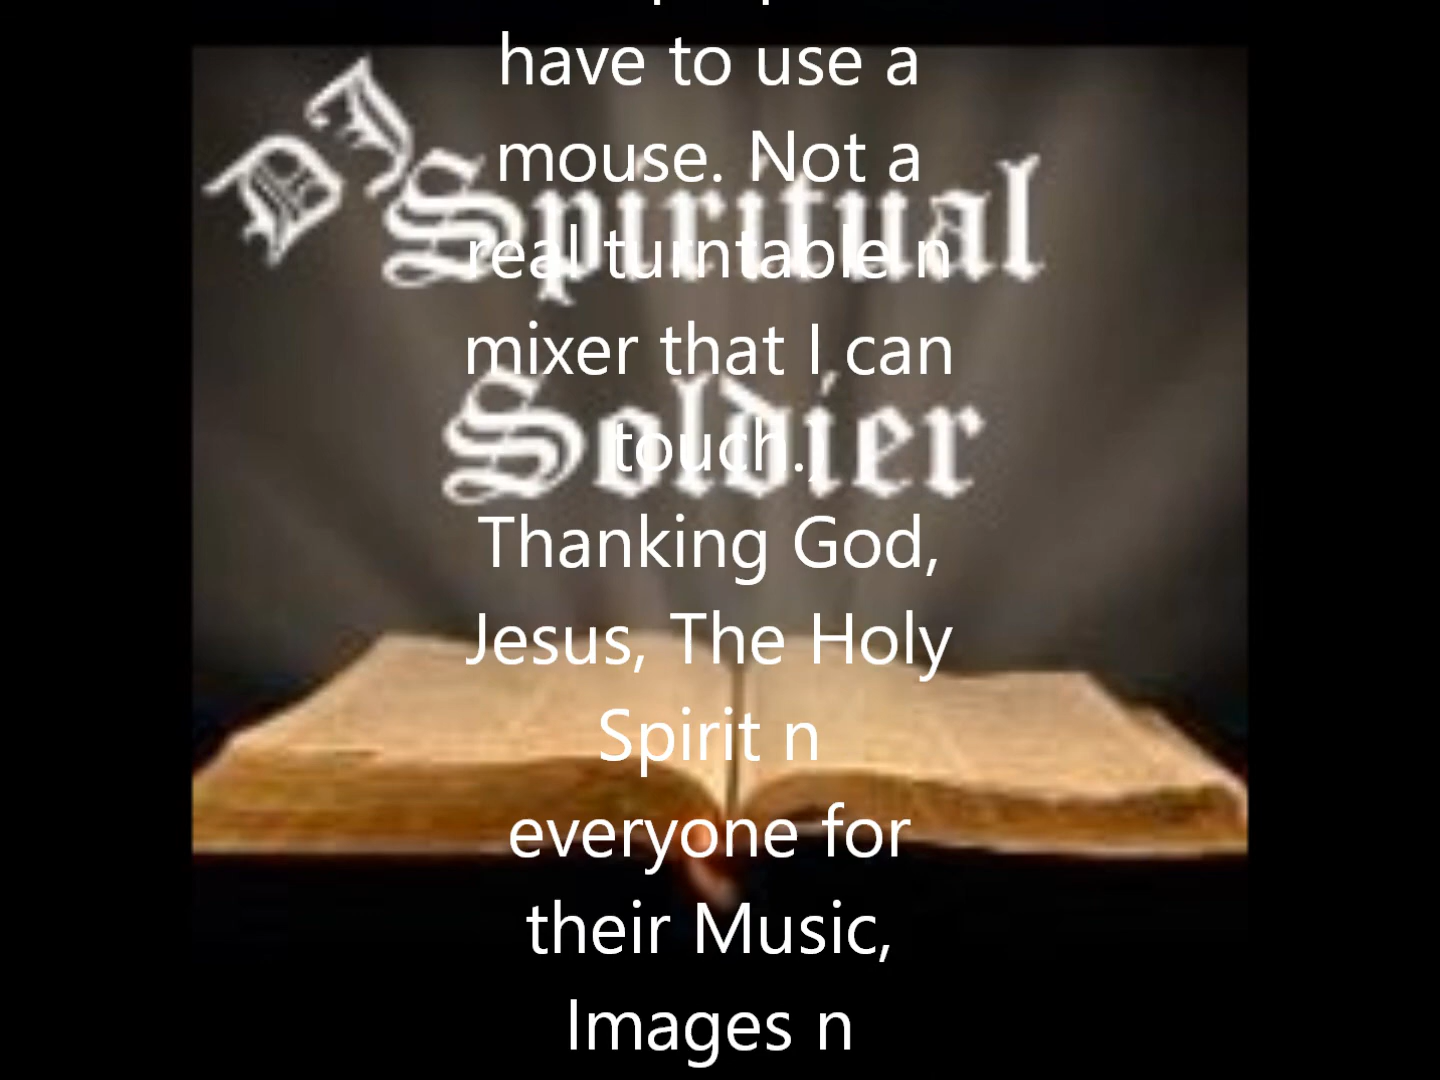 have to use a
mouse. Not a
real turntable n
mixer that I can
touch.)
Thanking God,
Jesus, The Holy
Spirit n
everyone for
their Music,
Images n
DJ
Spiritual
Soldier